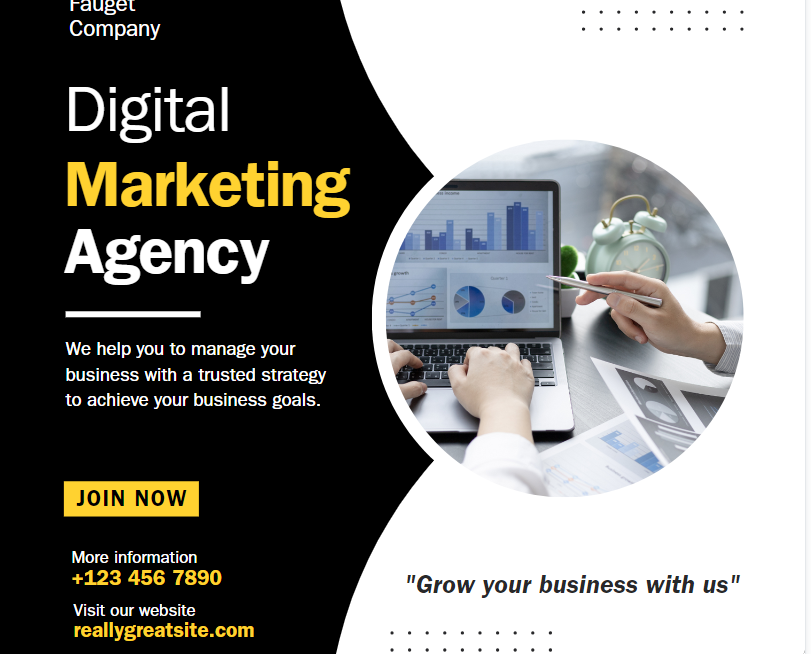 Fauget
Company
Digital
Marketing
Agency
We help you to manage your
business with a trusted strategy
to achieve your business goals.
JOIN NOW
More information
+123 456 7890
Visit our website
reallygreatsite.com
"Grow your business with us"